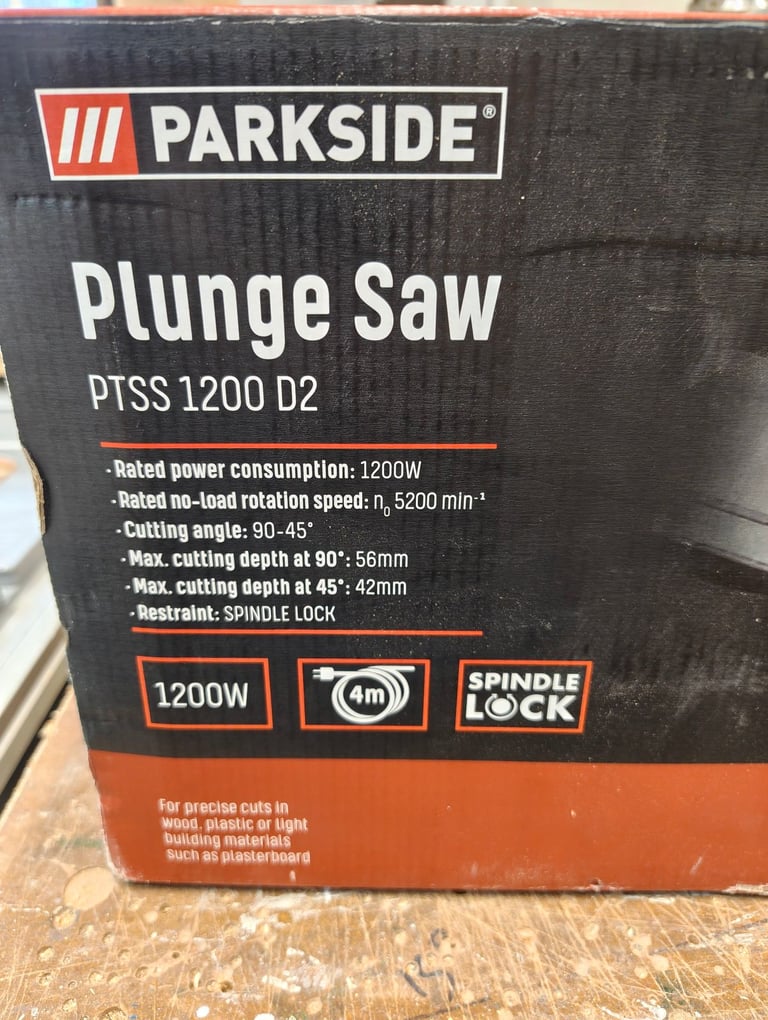 PARKSIDE®
Plunge Saw
PTSS 1200 D2
· Rated power consumption: 1200W
· Rated no-load rotation speed: n₀ 5200 min⁻¹
· Cutting angle: 90-45°
· Max. cutting depth at 90°: 56mm
· Max. cutting depth at 45°: 42mm
· Restraint: SPINDLE LOCK
1200W
4m
SPINDLE
LOCK
For precise cuts in
wood, plastic or light
building materials
such as plasterboard